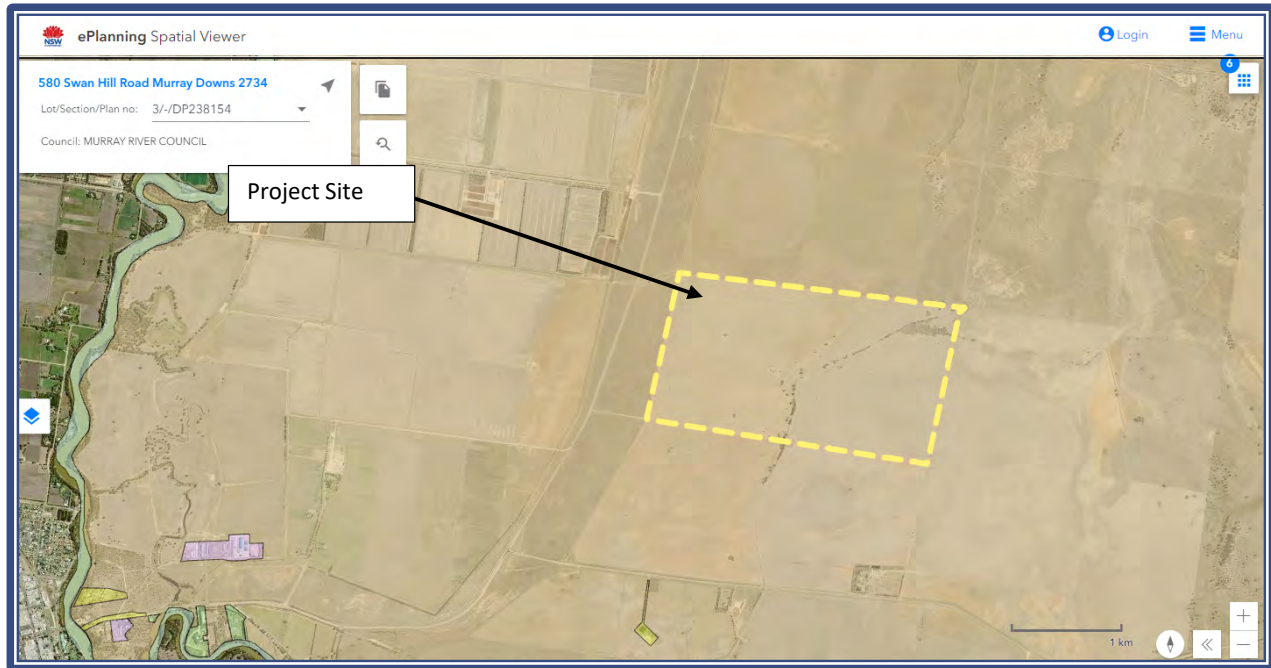 NSW
ePlanning Spatial Viewer
Login
Menu
6
580 Swan Hill Road Murray Downs 2734
Lot/Section/Plan no: 3/-/DP238154
Council: MURRAY RIVER COUNCIL
Project Site
1 km